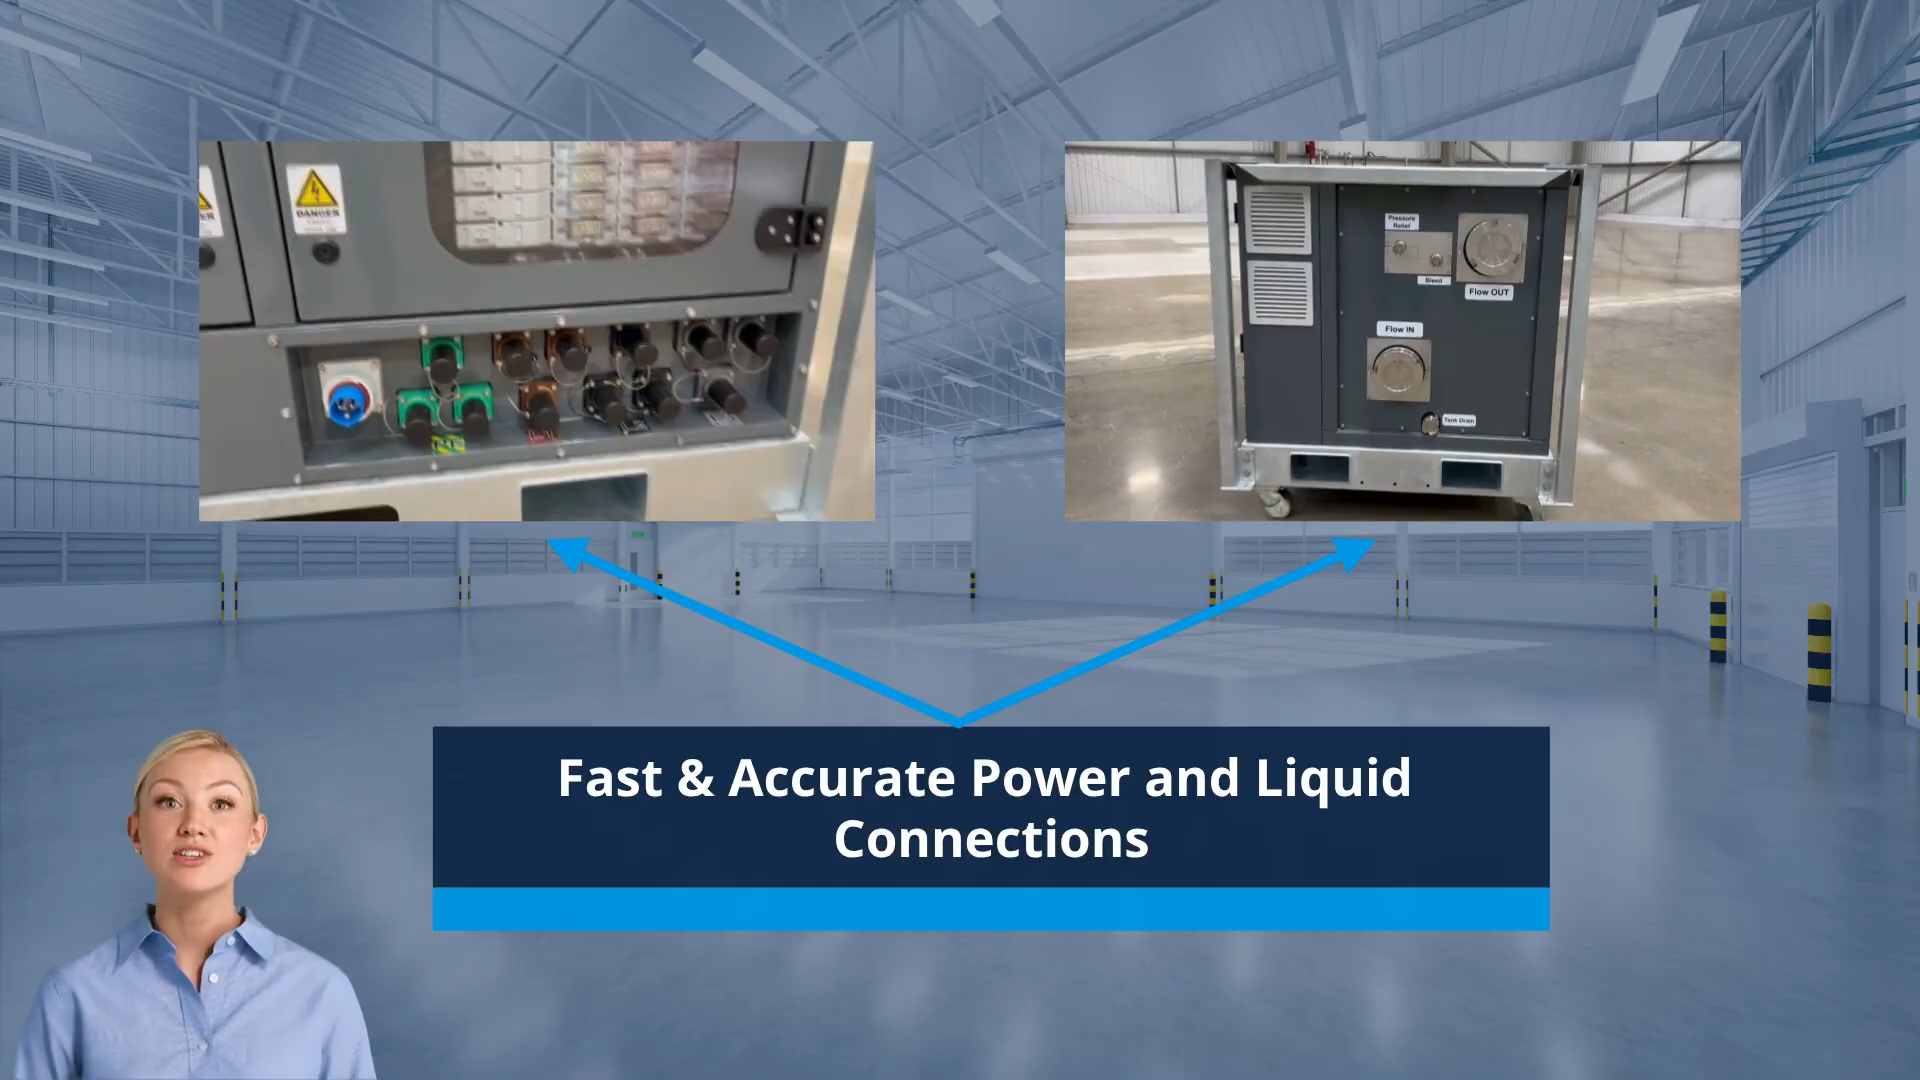 DANGER
Pressure
Relief
Bleed
Flow OUT
Flow IN
Tank Drain
Fast & Accurate Power and Liquid
Connections